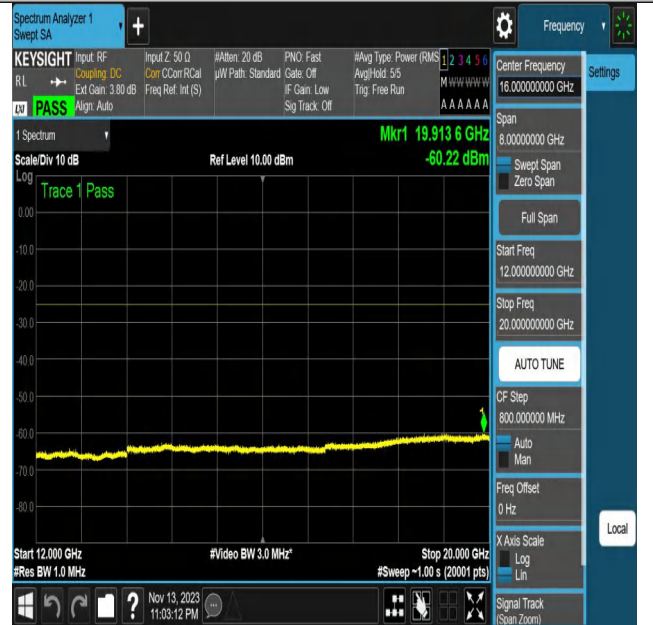 Spectrum Analyzer 1
Swept SA
+
Frequency
KEYSIGHT
RL
LXI PASS
Input: RF
Coupling: DC
Ext Gain: 3.80 dB
Align: Auto
Input Z: 50 Ω
Corr CCorr RCal
Freq Ref: Int (S)
#Atten: 20 dB
µW Path: Standard
PNO: Fast
Gate: Off
IF Gain: Low
Sig Track: Off
#Avg Type: Power (RMS
Avg|Hold: 5/5
Trig: Free Run
1 2 3 4 5 6
M W W W W W
A A A A A A
1 Spectrum
Scale/Div 10 dB
Log
Ref Level 10.00 dBm
Mkr1 19.913 6 GHz
-60.22 dBm
Trace 1 Pass
0.00
-10.0
-20.0
-30.0
-40.0
-50.0
-60.0
-70.0
-80.0
1
Start 12.000 GHz
#Res BW 1.0 MHz
#Video BW 3.0 MHz*
Stop 20.000 GHz
#Sweep ~1.00 s (20001 pts)
?
Nov 13, 2023
11:03:12 PM
Center Frequency
16.000000000 GHz
Span
8.00000000 GHz
Swept Span
Zero Span
Full Span
Start Freq
12.000000000 GHz
Stop Freq
20.000000000 GHz
AUTO TUNE
CF Step
800.000000 MHz
Auto
Man
Freq Offset
0 Hz
X Axis Scale
Log
Lin
Signal Track
(Span Zoom)
Settings
Local